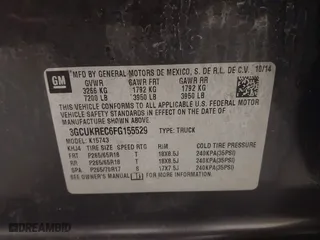 GM
MFD BY GENERAL MOTORS DE MEXICO, S. DE R.L. DE C.V. 10/14
GVWR GAWR FRT GAWR RR
3266 KG 1792 KG 1792 KG
7200 LB 3950 LB 3950 LB
THIS VEHICLE CONFORMS TO ALL APPLICABLE U.S. FEDERAL
MOTOR VEHICLE SAFETY STANDARDS IN EFFECT ON THE DATE
OF MANUFACTURE SHOWN ABOVE.
3GCUKREC6FG155529 TYPE: TRUCK
MODEL: K15743
KHJ4 TIRE SIZE SPEED RTG RIM COLD TIRE PRESSURE
FRT P265/65R18 T 18X8.5J 240KPA(35PSI)
RR P265/65R18 T 18X8.5J 240KPA(35PSI)
SPA P265/70R17 S 17X7.5J 240KPA(35PSI)
SEE OWNER'S MANUAL FOR ADDITIONAL INFORMATION.
DREAMBID